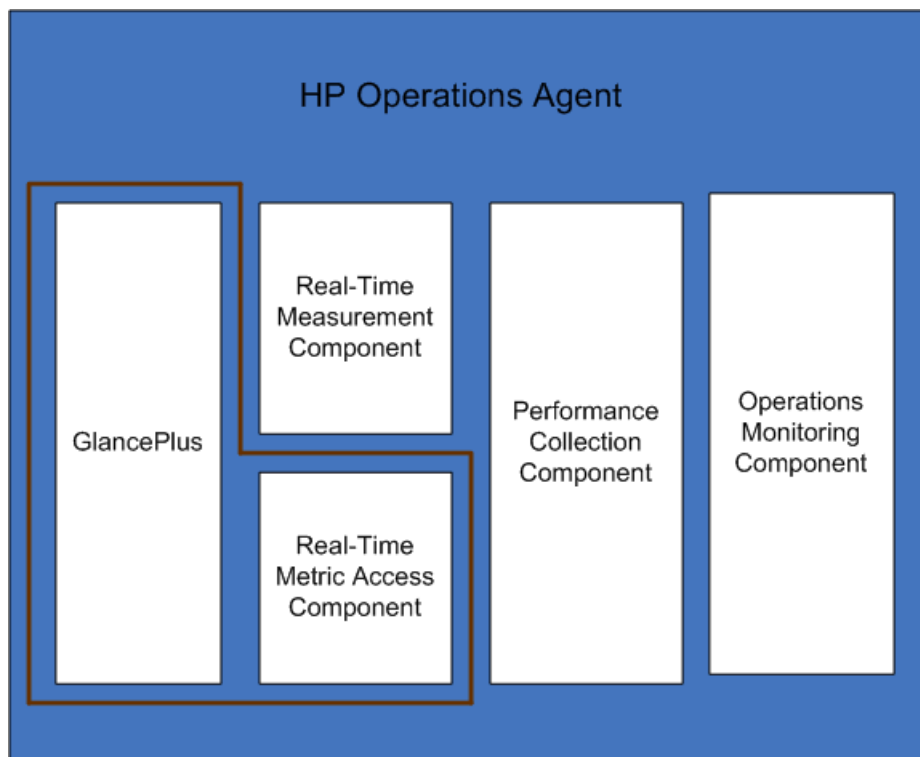 HP Operations Agent
GlancePlus
Real-Time
Measurement
Component
Real-Time
Metric Access
Component
Performance
Collection
Component
Operations
Monitoring
Component